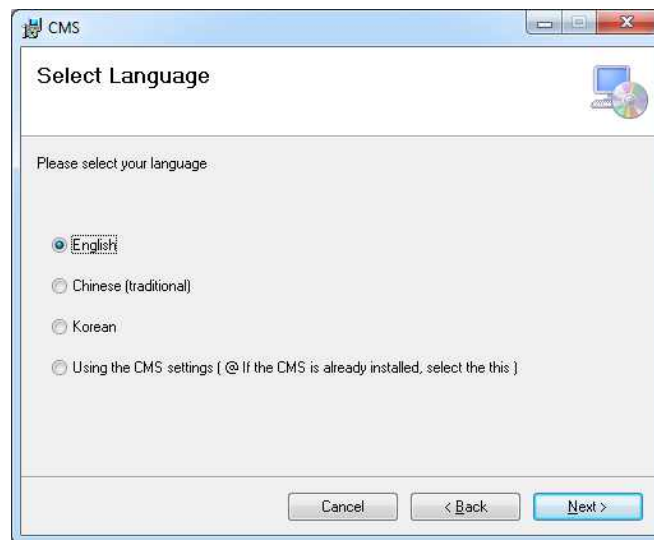 CMS
Select Language
Please select your language
English
Chinese (traditional)
Korean
Using the CMS settings ( @ If the CMS is already installed, select the this )
Cancel
< Back
Next >